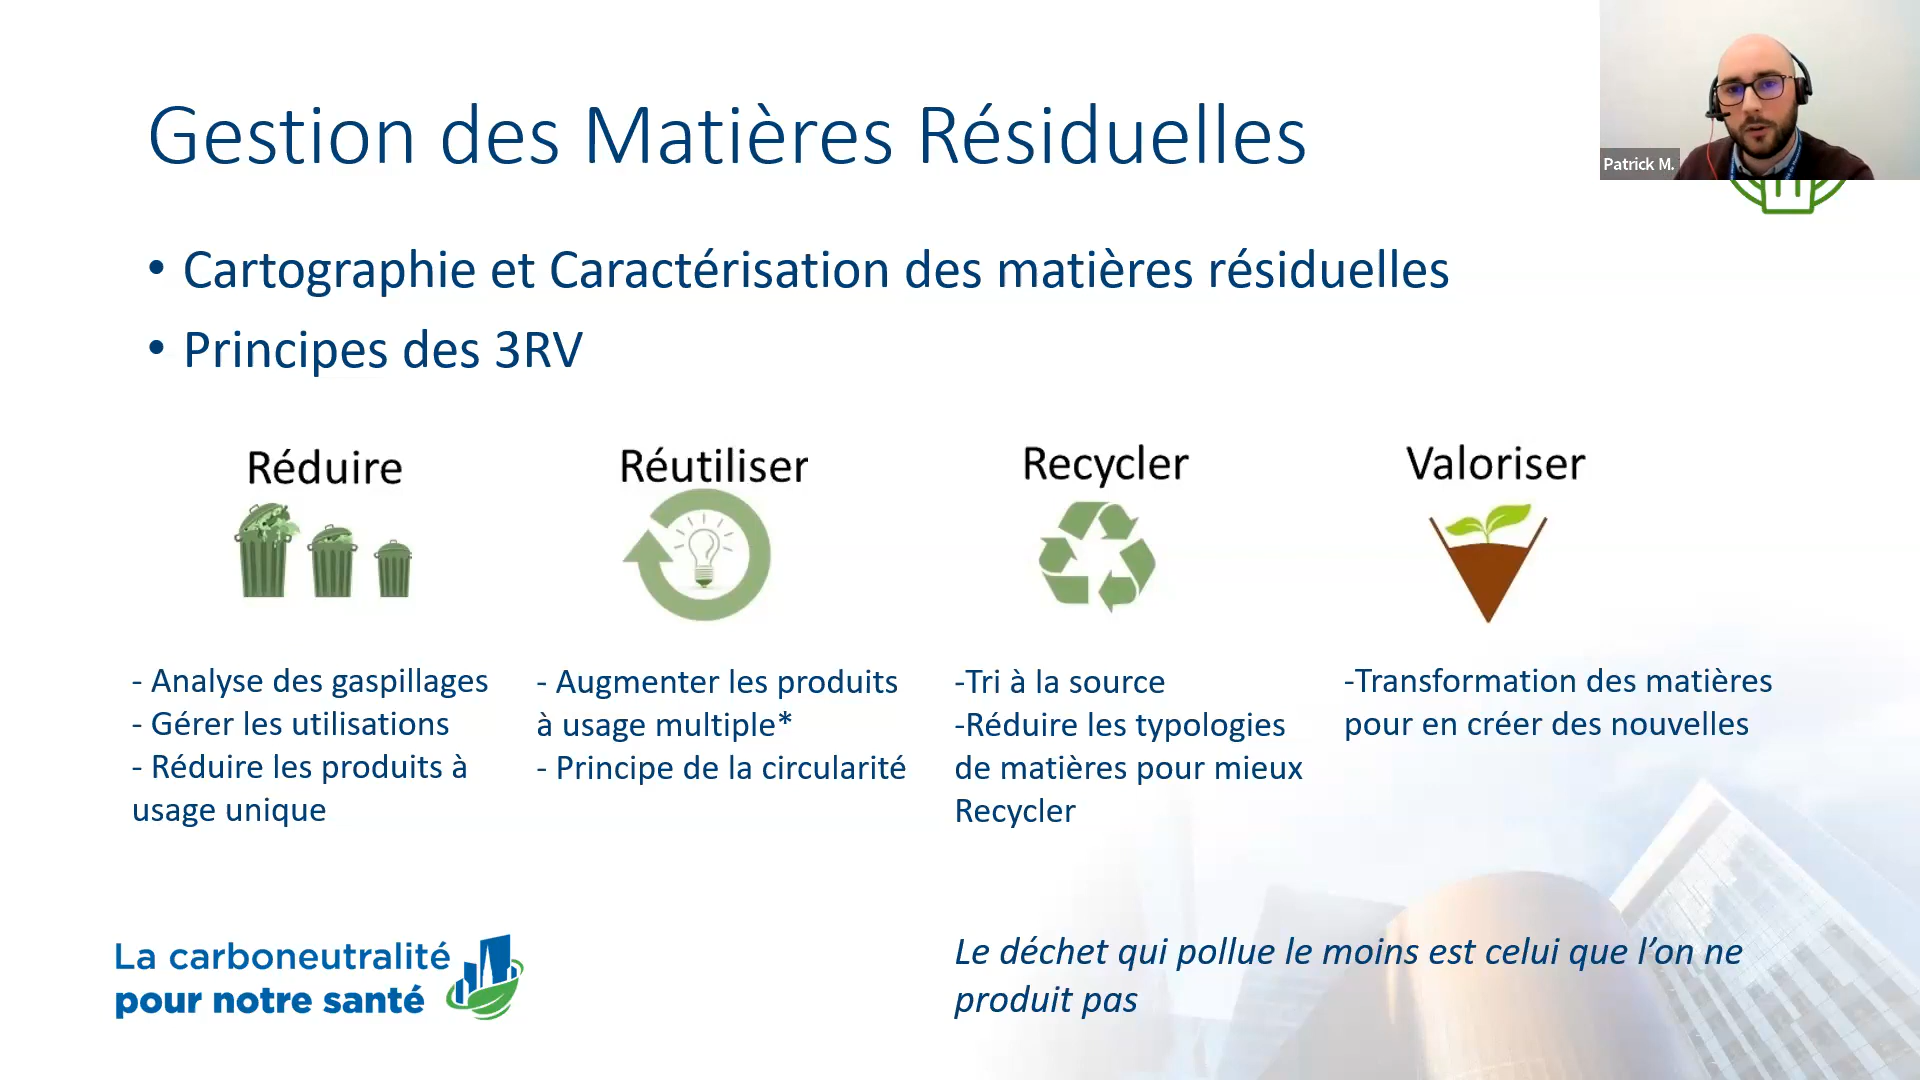 Gestion des Matières Résiduelles
Patrick M.
• Cartographie et Caractérisation des matières résiduelles
• Principes des 3RV
Réduire
Réutiliser
Recycler
Valoriser
- Analyse des gaspillages
- Gérer les utilisations
- Réduire les produits à
usage unique
- Augmenter les produits
à usage multiple*
- Principe de la circularité
-Tri à la source
-Réduire les typologies
de matières pour mieux
Recycler
-Transformation des matières
pour en créer des nouvelles
La carboneutralité
pour notre santé
Le déchet qui pollue le moins est celui que l’on ne
produit pas